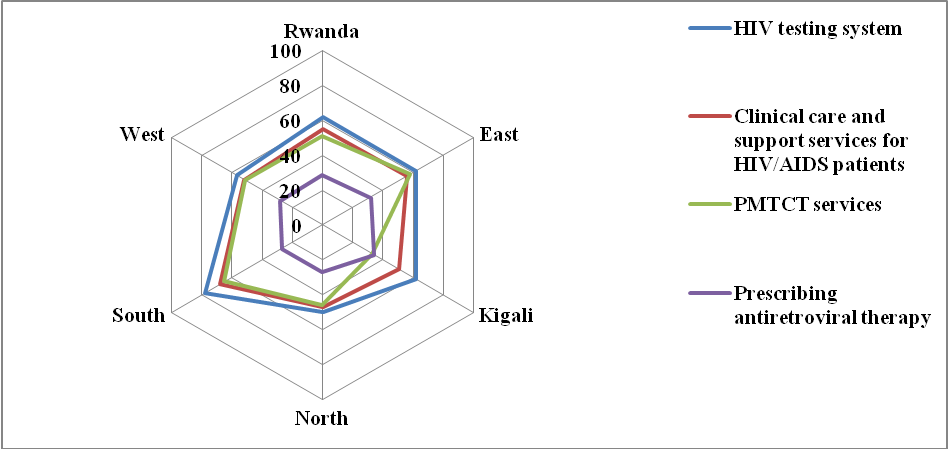 Rwanda
100
80
60
40
20
0
East
Kigali
North
South
West
HIV testing system
Clinical care and
support services for
HIV/AIDS patients
PMTCT services
Prescribing
antiretroviral therapy